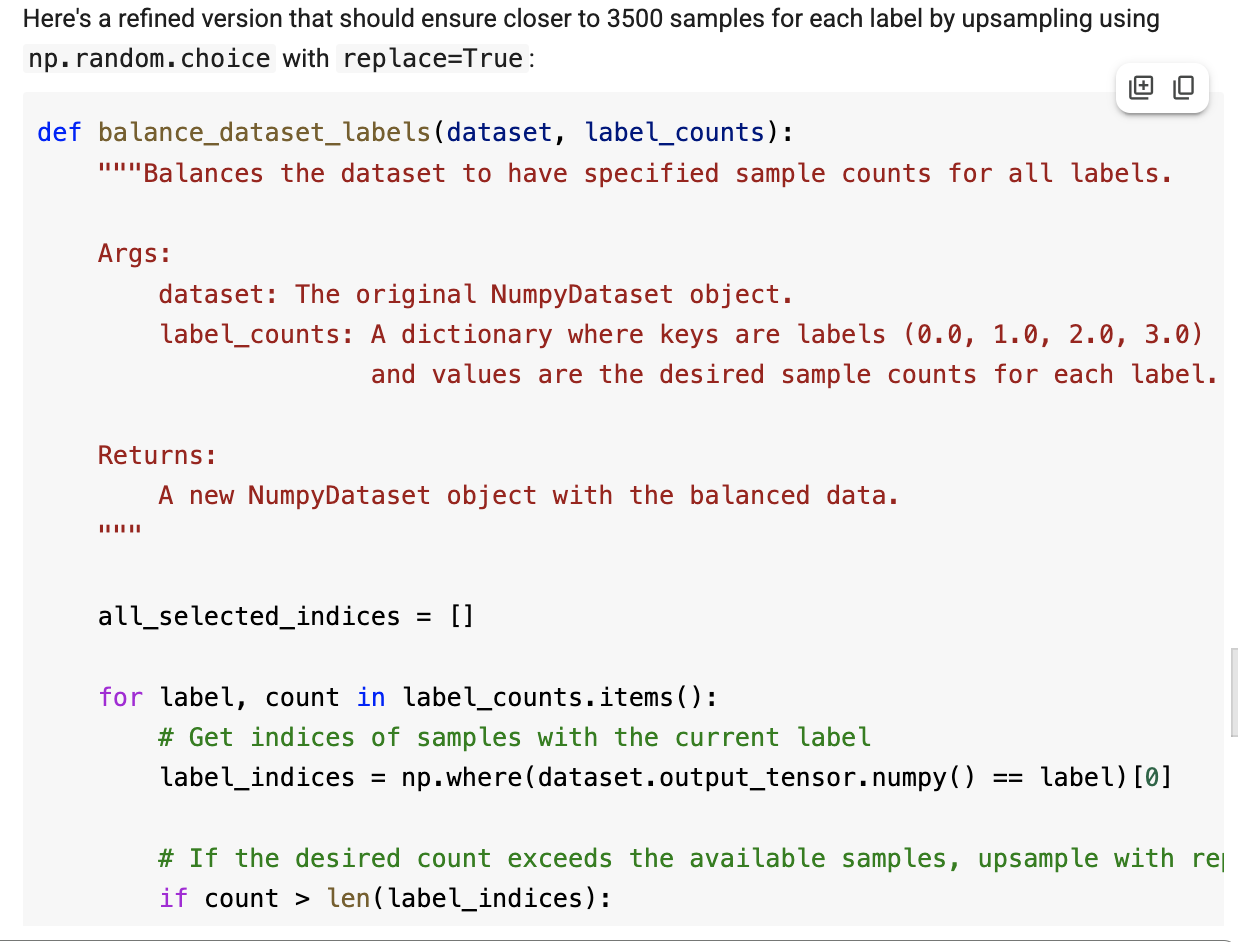 Here's a refined version that should ensure closer to 3500 samples for each label by upsampling using
np.random.choice with replace=True:
def balance_dataset_labels(dataset, label_counts):
    """Balances the dataset to have specified sample counts for all labels.
    Args:
        dataset: The original NumpyDataset object.
        label_counts: A dictionary where keys are labels (0.0, 1.0, 2.0, 3.0)
                      and values are the desired sample counts for each label.
    Returns:
        A new NumpyDataset object with the balanced data.
    """
    all_selected_indices = []
    for label, count in label_counts.items():
        # Get indices of samples with the current label
        label_indices = np.where(dataset.output_tensor.numpy() == label)[0]
        # If the desired count exceeds the available samples, upsample with
        if count > len(label_indices):